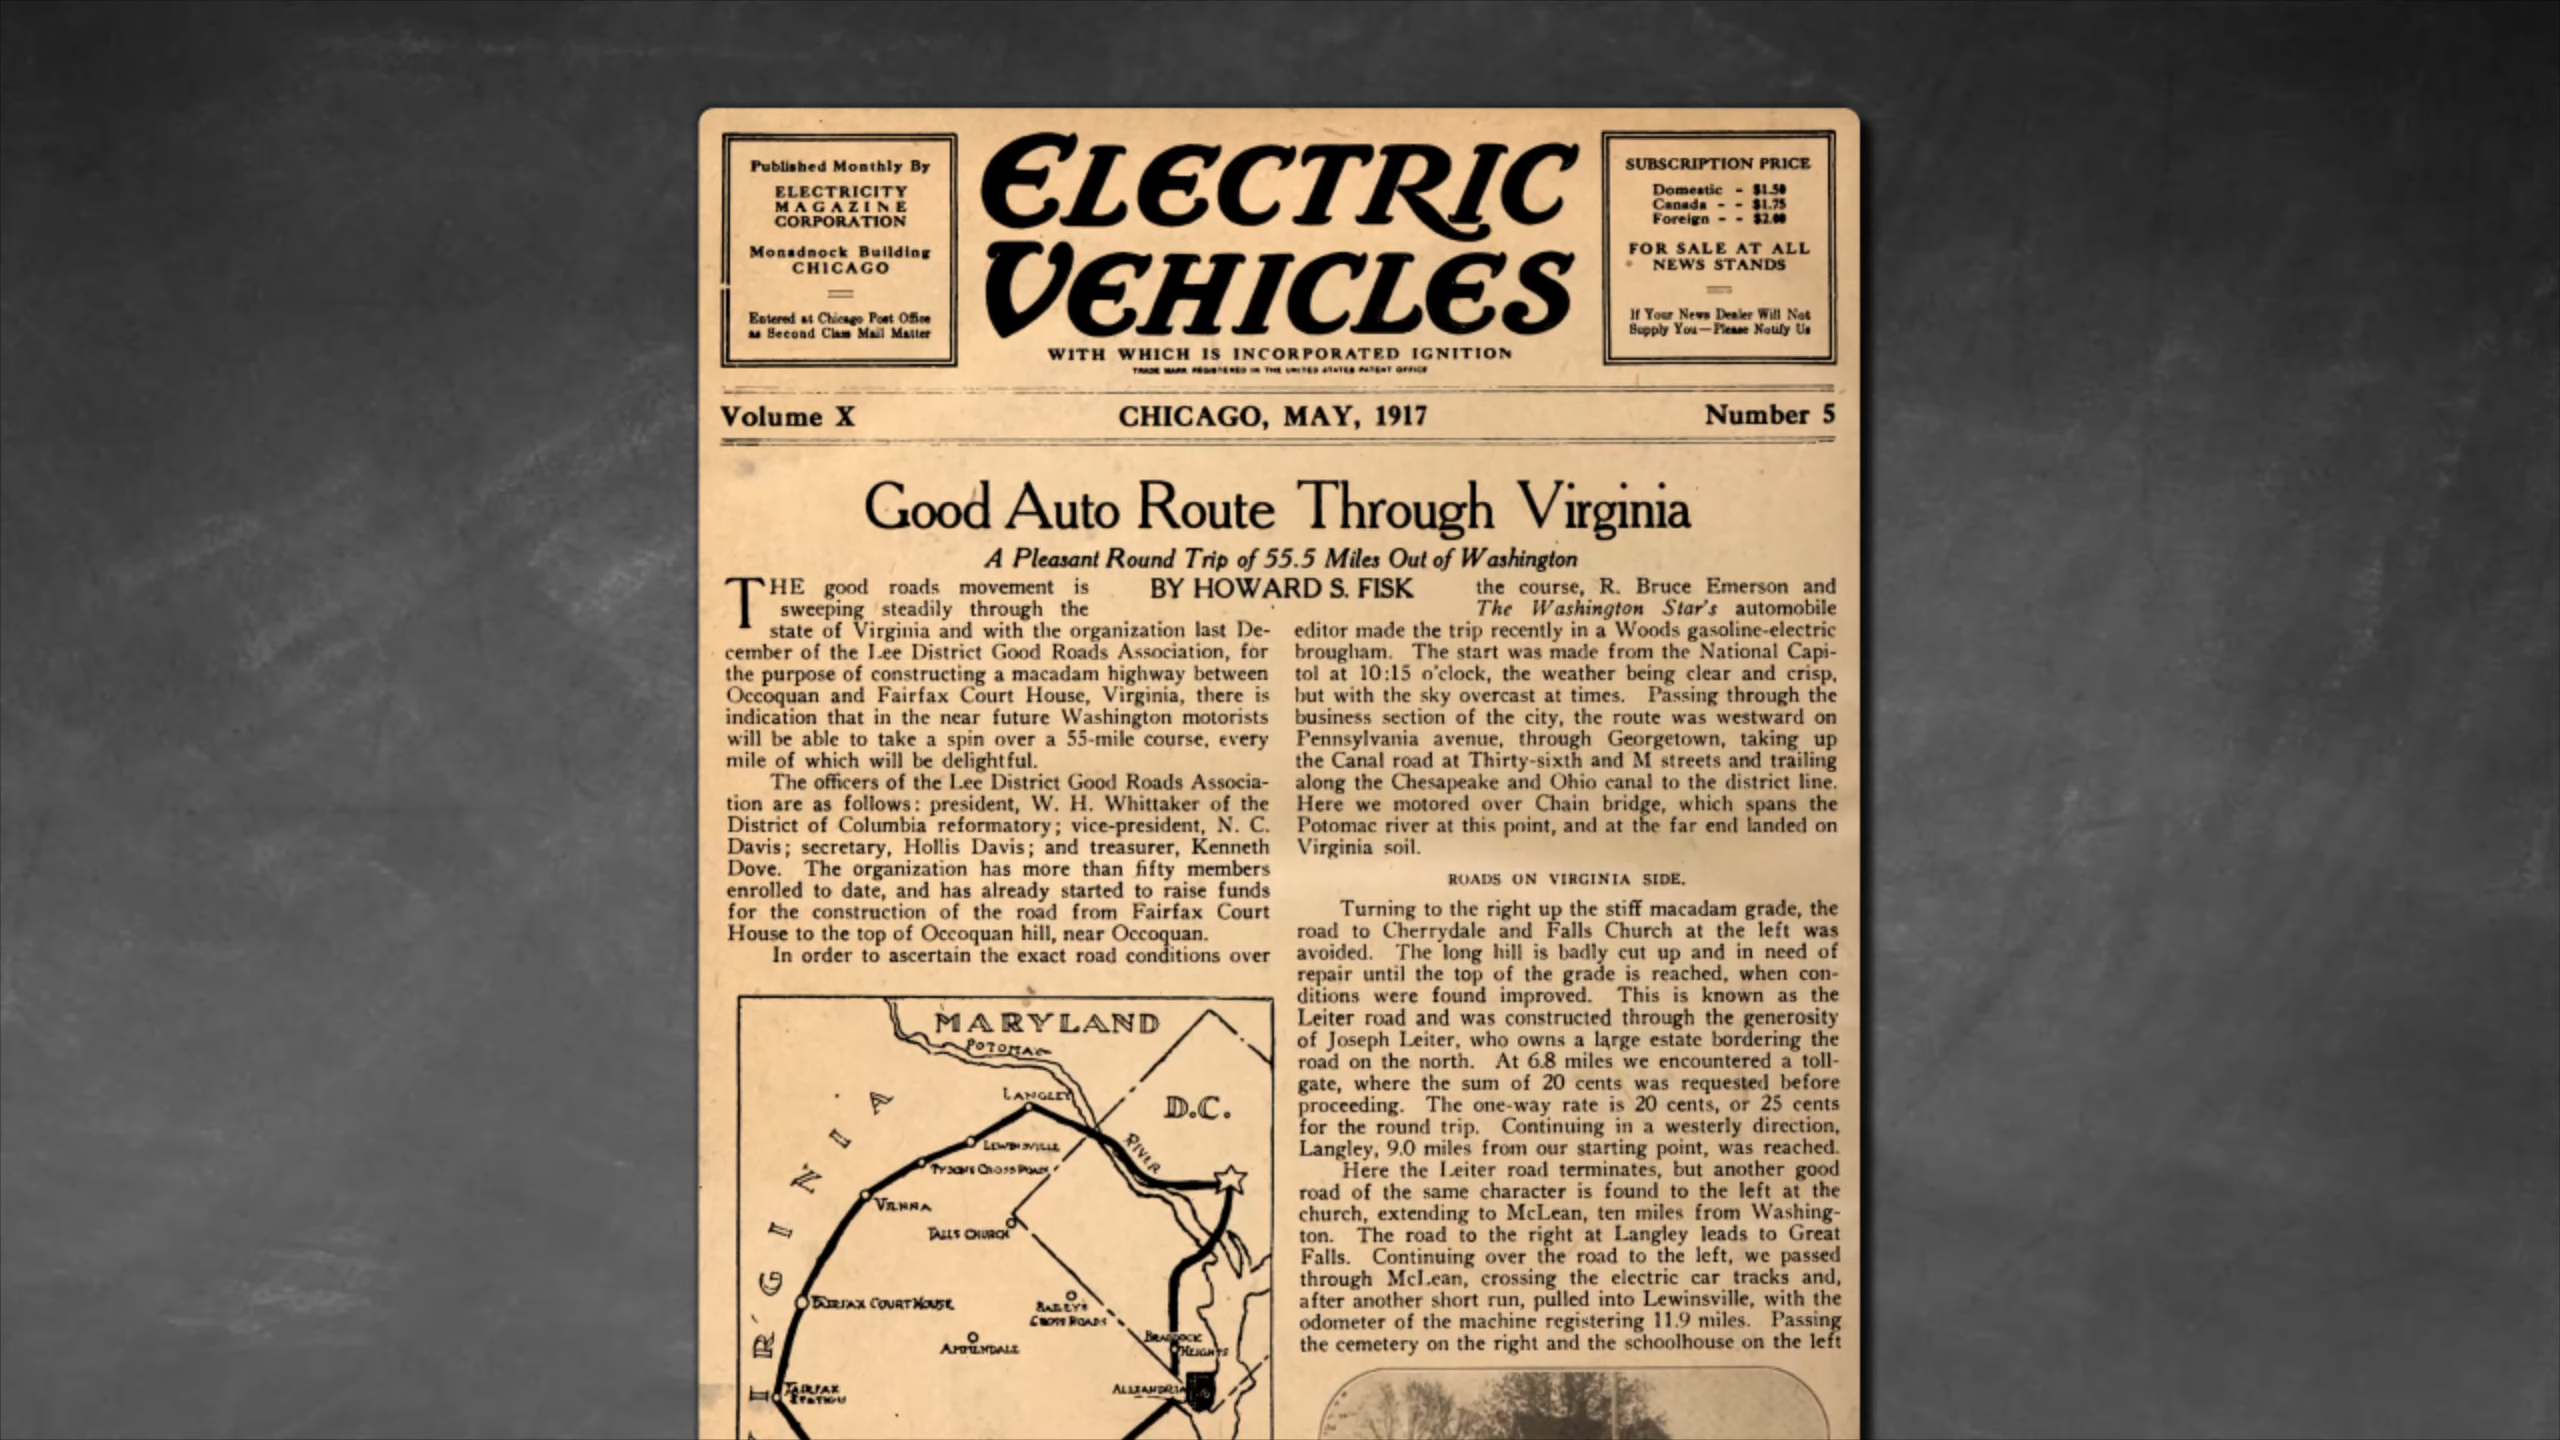 Published Monthly By
ELECTRICITY
MAGAZINE
CORPORATION
Monadnock Building
CHICAGO
Entered at Chicago Post Office
as Second Class Mail Matter
ELECTRIC
VEHICLES
WITH WHICH IS INCORPORATED IGNITION
TRADE MARK REGISTERED IN THE UNITED STATES PATENT OFFICE
SUBSCRIPTION PRICE
Domestic - $1.50
Canada - - $1.75
Foreign - - $2.00
FOR SALE AT ALL
NEWS STANDS
If Your News Dealer Will Not
Supply You—Please Notify Us
Volume X CHICAGO, MAY, 1917 Number 5
Good Auto Route Through Virginia
A Pleasant Round Trip of 55.5 Miles Out of Washington
BY HOWARD S. FISK
THE good roads movement is
sweeping steadily through the
state of Virginia and with the organization last De-
cember of the Lee District Good Roads Association, for
the purpose of constructing a macadam highway between
Occoquan and Fairfax Court House, Virginia, there is
indication that in the near future Washington motorists
will be able to take a spin over a 55-mile course, every
mile of which will be delightful.
The officers of the Lee District Good Roads Associa-
tion are as follows: president, W. H. Whittaker of the
District of Columbia reformatory; vice-president, N. C.
Davis; secretary, Hollis Davis; and treasurer, Kenneth
Dove. The organization has more than fifty members
enrolled to date, and has already started to raise funds
for the construction of the road from Fairfax Court
House to the top of Occoquan hill, near Occoquan.
In order to ascertain the exact road conditions over
MARYLAND
POTOMAC
LANGLEY
D.C.
RIVER
LEWINSVILLE
TYSONS CROSS ROADS
VIENNA
FALLS CHURCH
FAIRFAX COURT HOUSE
BAILEY'S
CROSS ROADS
ANNENDALE
BRADDOCK
HEIGHTS
FAIRFAX
STATION
ALEXANDRIA
VIRGINIA
the course, R. Bruce Emerson and
The Washington Star's automobile
editor made the trip recently in a Woods gasoline-electric
brougham. The start was made from the National Capi-
tol at 10:15 o'clock, the weather being clear and crisp,
but with the sky overcast at times. Passing through the
business section of the city, the route was westward on
Pennsylvania avenue, through Georgetown, taking up
the Canal road at Thirty-sixth and M streets and trailing
along the Chesapeake and Ohio canal to the district line.
Here we motored over Chain bridge, which spans the
Potomac river at this point, and at the far end landed on
Virginia soil.
ROADS ON VIRGINIA SIDE.
Turning to the right up the stiff macadam grade, the
road to Cherrydale and Falls Church at the left was
avoided. The long hill is badly cut up and in need of
repair until the top of the grade is reached, when con-
ditions were found improved. This is known as the
Leiter road and was constructed through the generosity
of Joseph Leiter, who owns a large estate bordering the
road on the north. At 6.8 miles we encountered a toll-
gate, where the sum of 20 cents was requested before
proceeding. The one-way rate is 20 cents, or 25 cents
for the round trip. Continuing in a westerly direction,
Langley, 9.0 miles from our starting point, was reached.
Here the Leiter road terminates, but another good
road of the same character is found to the left at the
church, extending to McLean, ten miles from Washing-
ton. The road to the right at Langley leads to Great
Falls. Continuing over the road to the left, we passed
through McLean, crossing the electric car tracks and,
after another short run, pulled into Lewinsville, with the
odometer of the machine registering 11.9 miles. Passing
the cemetery on the right and the schoolhouse on the left